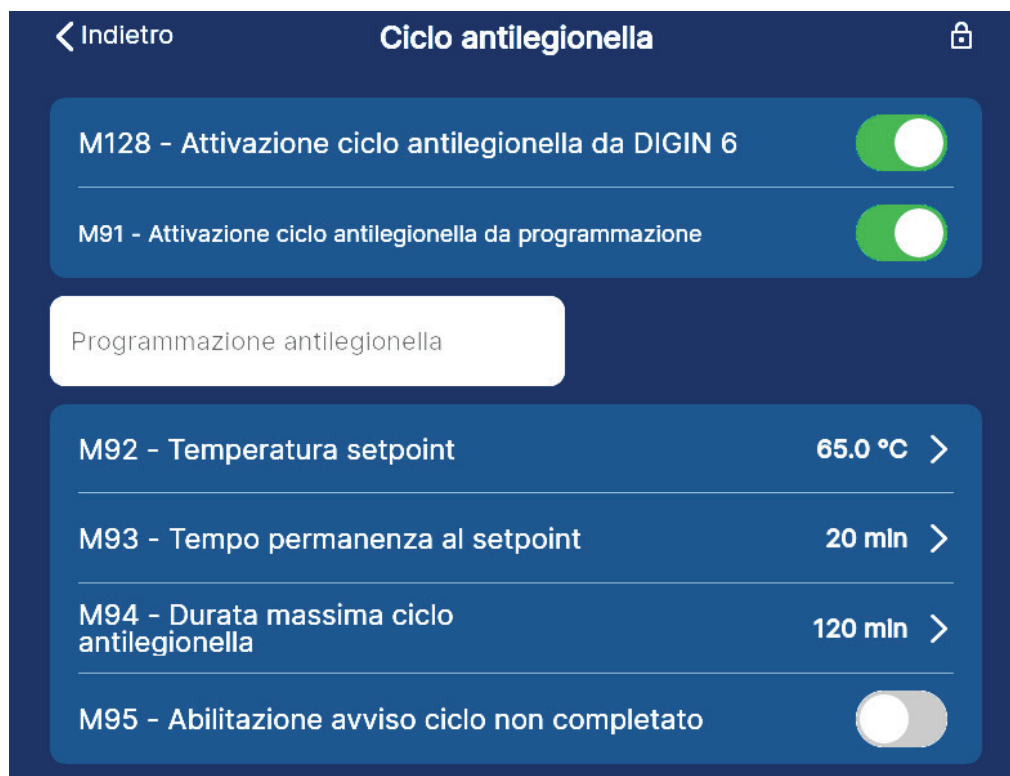 Indietro
Ciclo antilegionella
M128 - Attivazione ciclo antilegionella da DIGIN 6
M91 - Attivazione ciclo antilegionella da programmazione
Programmazione antilegionella
M92 - Temperatura setpoint
65.0 °C
M93 - Tempo permanenza al setpoint
20 min
M94 - Durata massima ciclo
antilegionella
120 min
M95 - Abilitazione avviso ciclo non completato